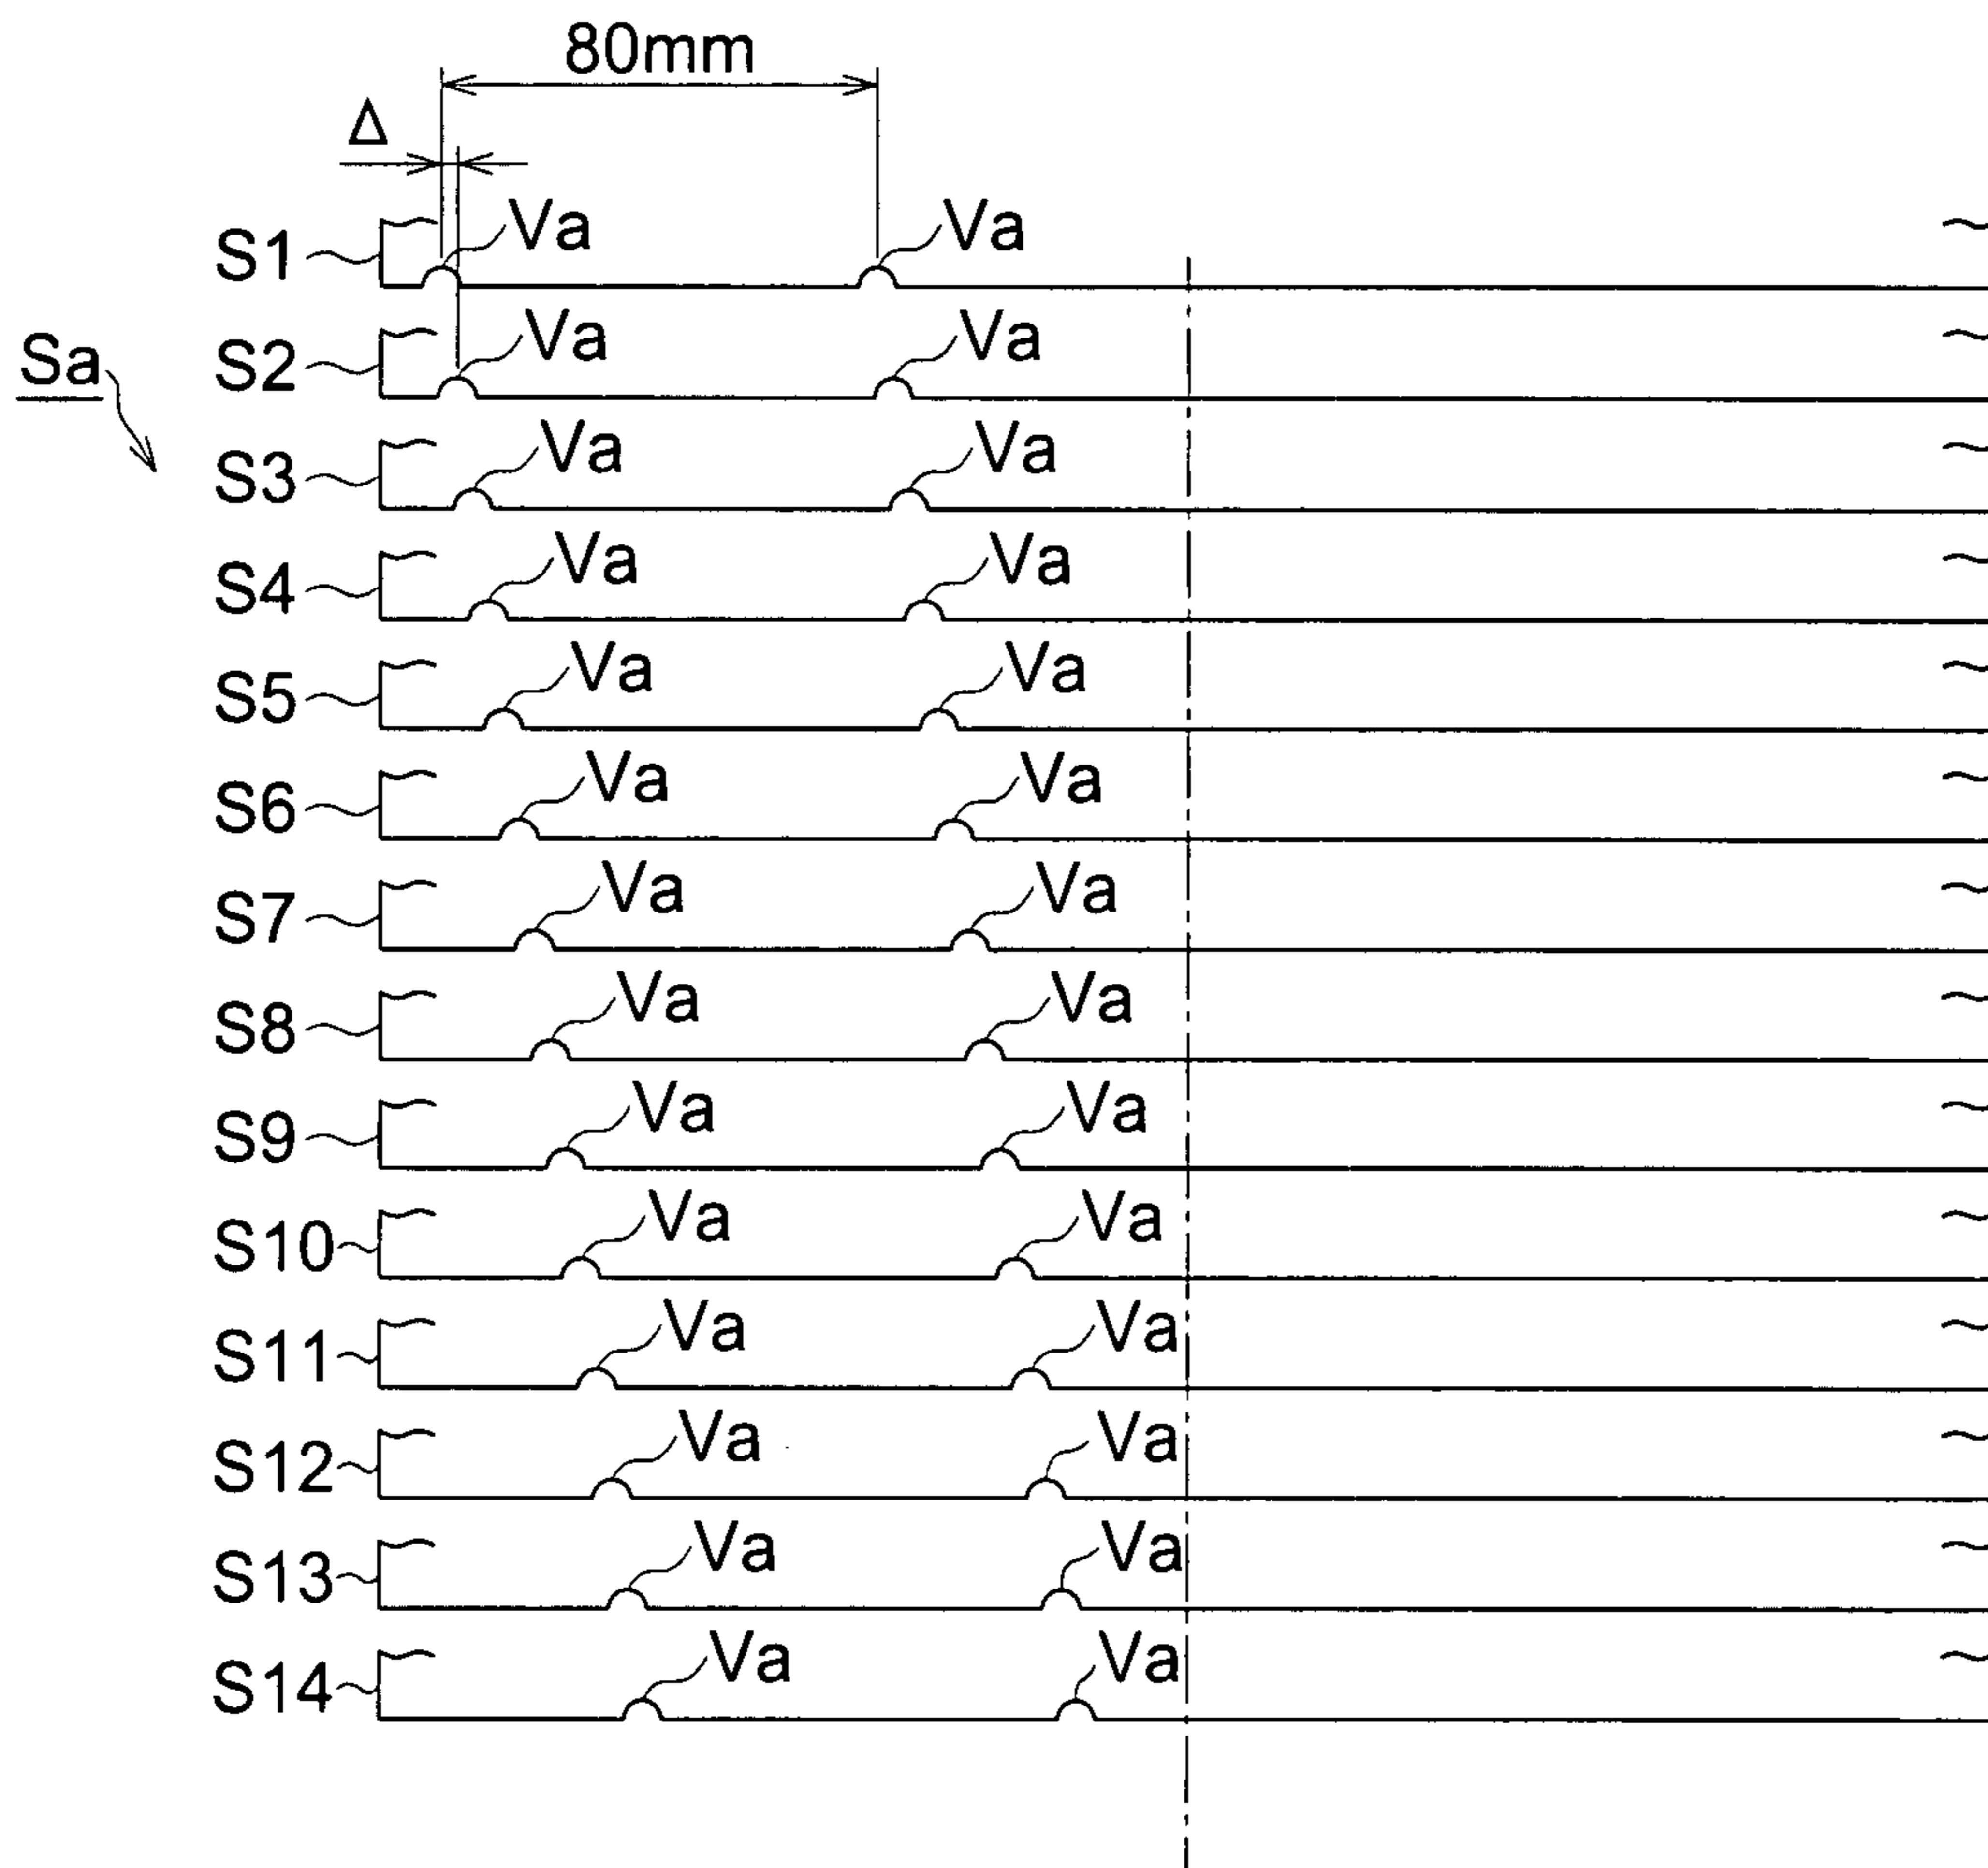 80mm
Δ
S1 Va Va
S2 Va Va
Sa
S3 Va Va
S4 Va Va
S5 Va Va
S6 Va Va
S7 Va Va
S8 Va Va
S9 Va Va
S10 Va Va
S11 Va Va
S12 Va Va
S13 Va Va
S14 Va Va